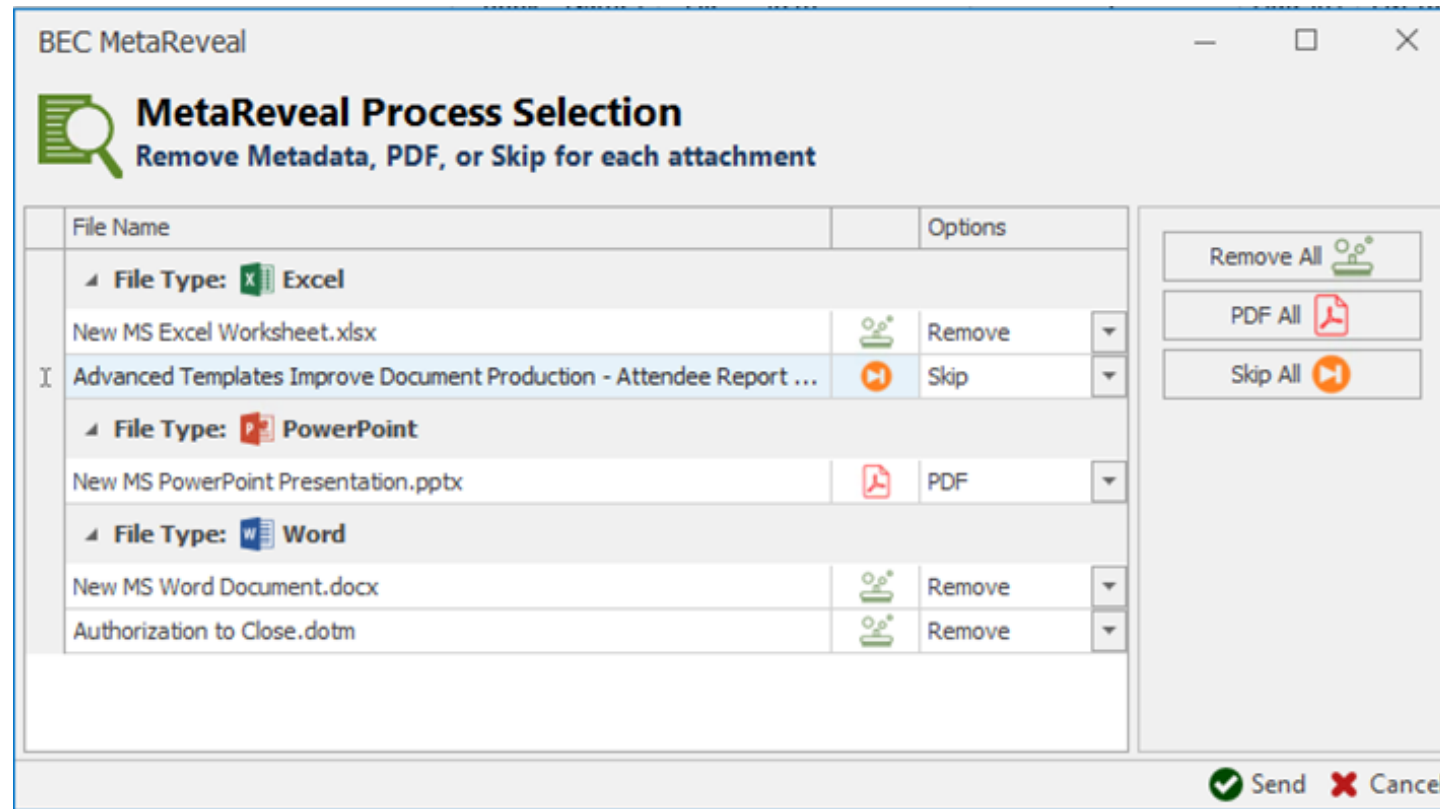 BEC MetaReveal
MetaReveal Process Selection
Remove Metadata, PDF, or Skip for each attachment
File Name Options
File Type: Excel
New MS Excel Worksheet.xlsx Remove
Advanced Templates Improve Document Production - Attendee Report ... Skip
File Type: PowerPoint
New MS PowerPoint Presentation.pptx PDF
File Type: Word
New MS Word Document.docx Remove
Authorization to Close.dotm Remove
Remove All
PDF All
Skip All
Send Cancel